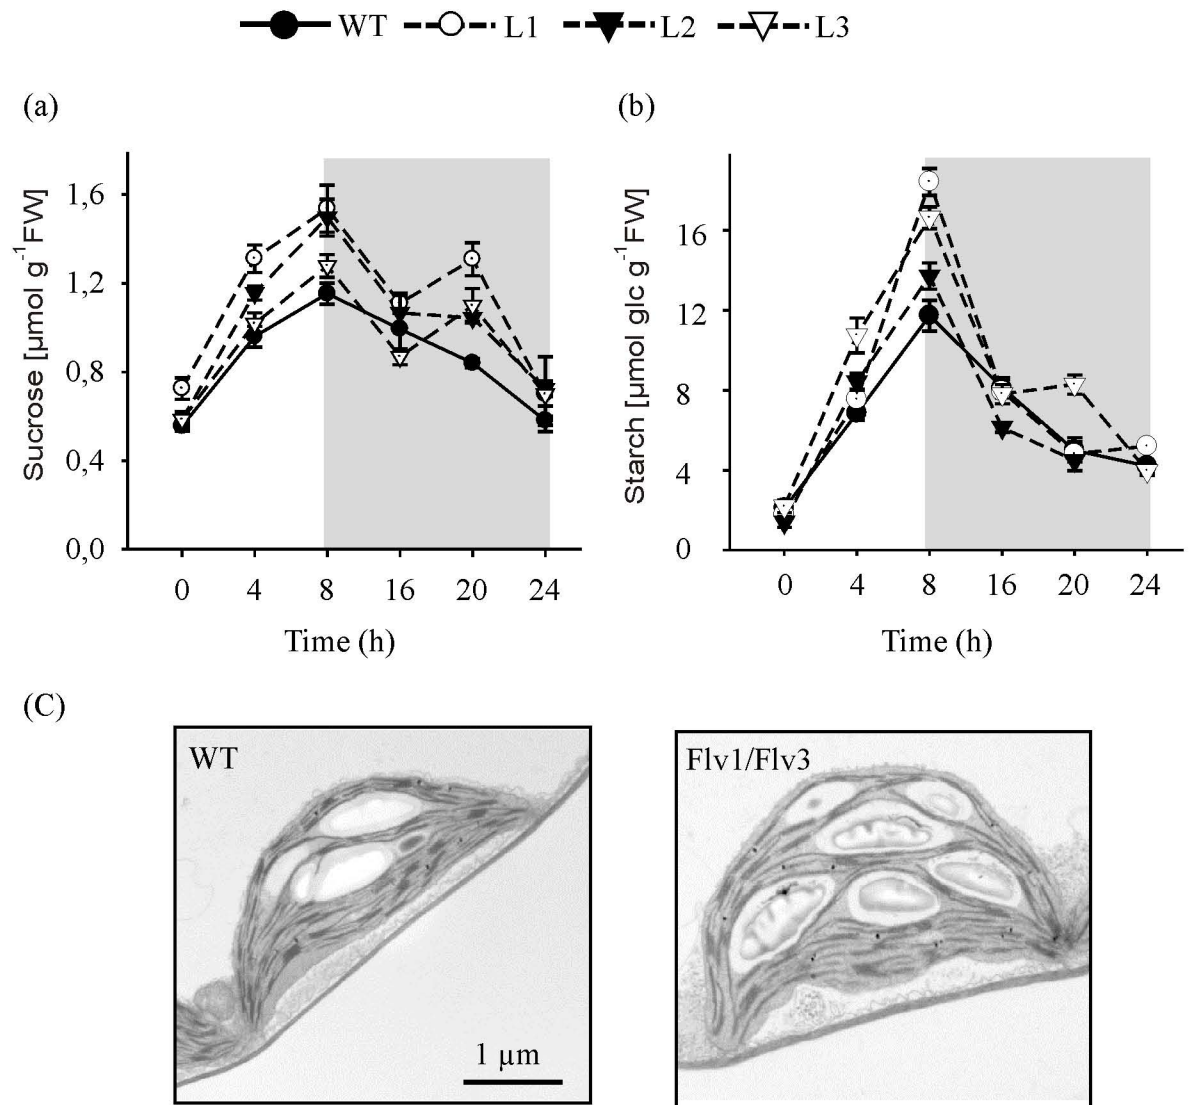 WT L1 L2 L3
(a)
Sucrose [µmol g⁻¹ FW]
1,6
1,2
0,8
0,4
0,0
0 4 8 16 20 24
Time (h)
(b)
Starch [µmol glc g⁻¹ FW]
16
12
8
4
0
0 4 8 16 20 24
Time (h)
(C)
WT
1 µm
Flv1/Flv3